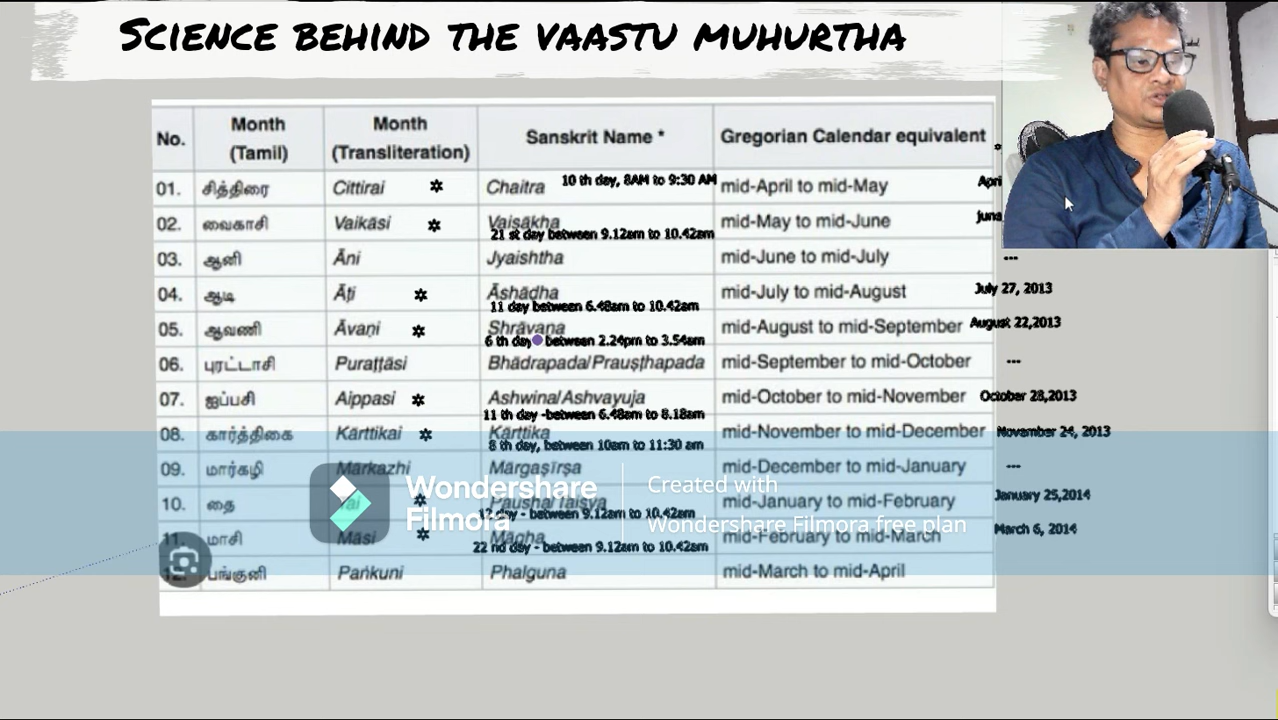 SCIENCE BEHIND THE VAASTU MUHURTHA
No. Month (Tamil) Month (Transliteration) Sanskrit Name * Gregorian Calendar equivalent *
01. சித்திரை Cittirai * Chaitra 10 th day, 8AM to 9:30 AM mid-April to mid-May
02. வைகாசி Vaikāsi * Vaiśākha mid-May to mid-June
21 st day between 9.12am to 10.42am
03. ஆனி Āni Jyaishtha mid-June to mid-July ---
04. ஆடி Āṭi * Āshādha mid-July to mid-August July 27, 2013
11 day between 6.48am to 10.42am
05. ஆவணி Āvaṇi * Shrāvana mid-August to mid-September August 22,2013
6 th day between 2.24pm to 3.54am
06. புரட்டாசி Puraṭṭāsi Bhādrapada/Prauṣṭhapada mid-September to mid-October ---
07. ஐப்பசி Aippasi * Ashwina/Ashvayuja mid-October to mid-November October 28,2013
11 th day -between 6.48am to 8.18am
08. கார்த்திகை Kārttikai * Kārttika mid-November to mid-December November 24, 2013
8 th day, between 10am to 11:30 am
09. மார்கழி Mārkazhi Mārgaṣīrṣa mid-December to mid-January ---
Wondershare Filmora
Created with
Wondershare Filmora free plan
10. தை Tai * Pausha/Taiṣya mid-January to mid-February January 25,2014
12 day - between 9.12am to 10.42am
11. மாசி Māsi * Māgha mid-February to mid-March March 6, 2014
22 nd day - between 9.12am to 10.42am
12. பங்குனி Paṅkuni Phalguna mid-March to mid-April